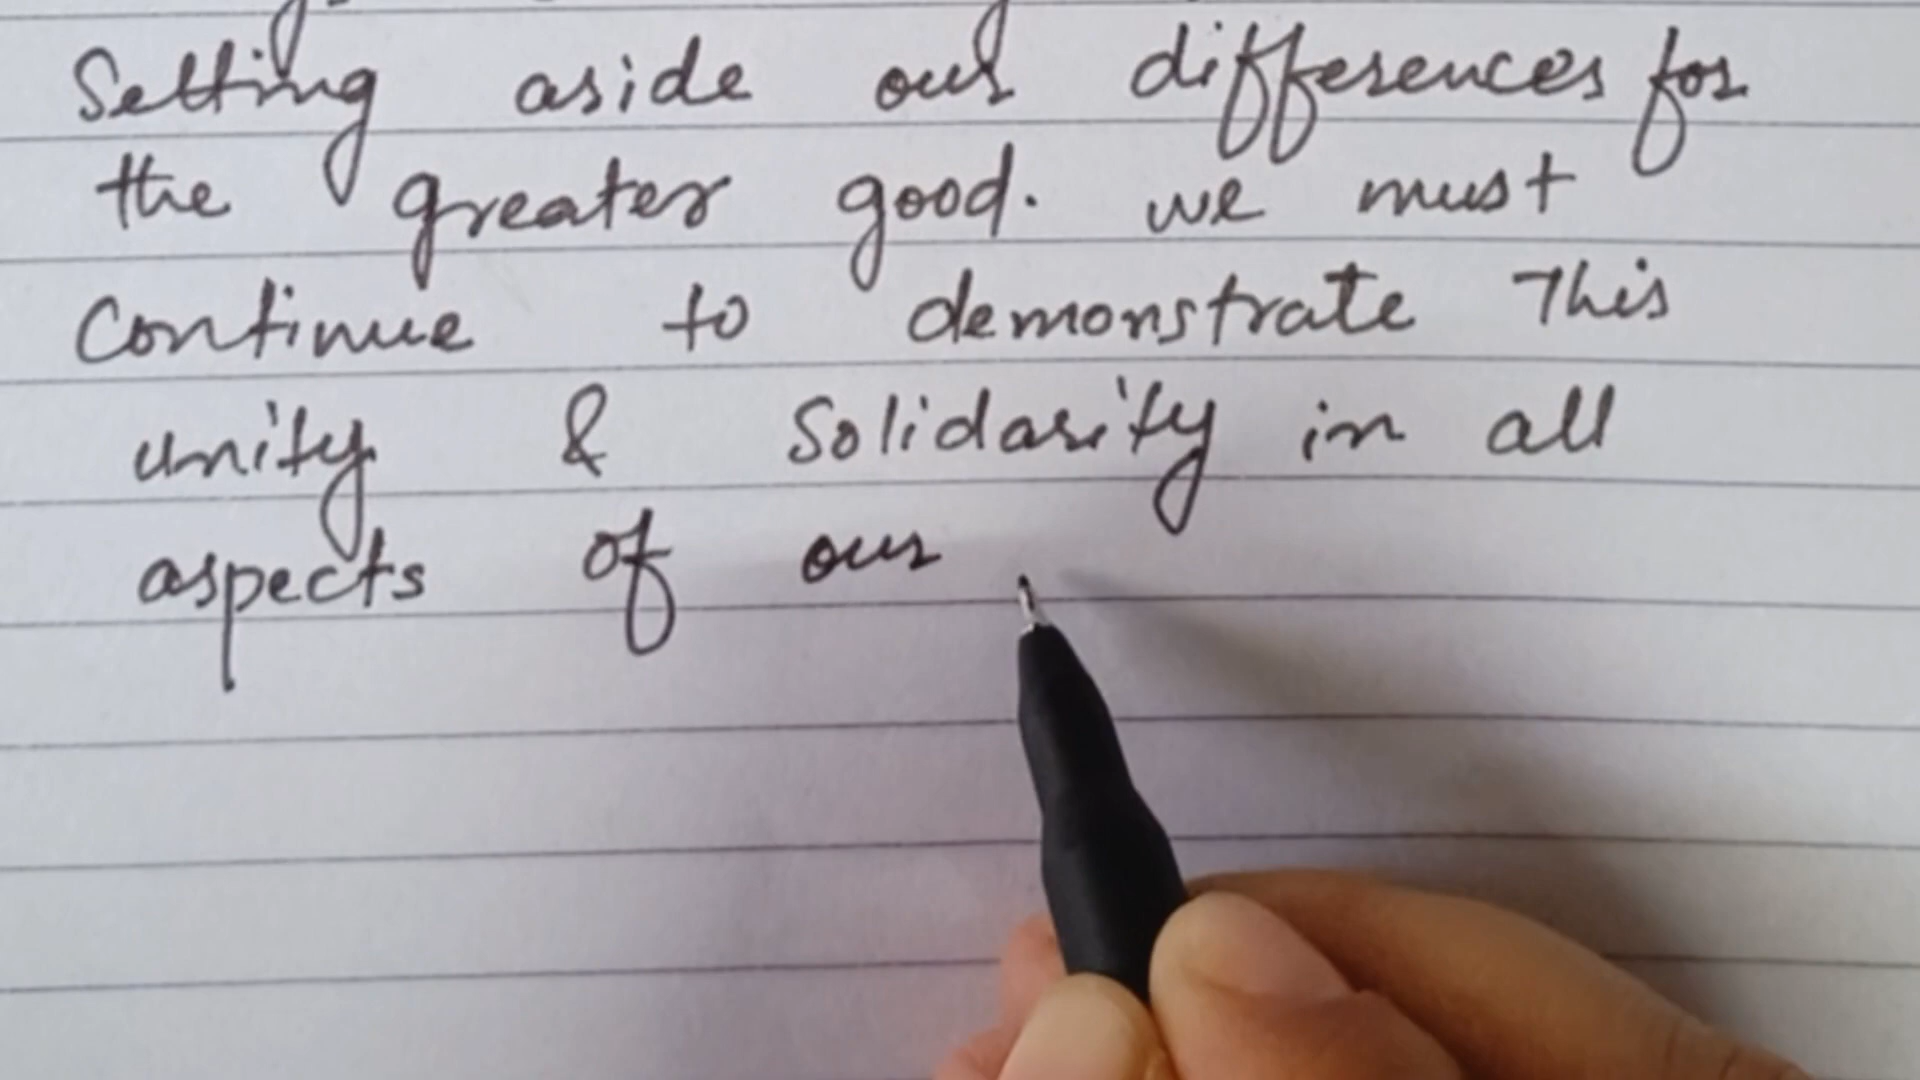 Setting aside our differences for
the greater good. we must
Continue to demonstrate This
unity & Solidarity in all
aspects of our